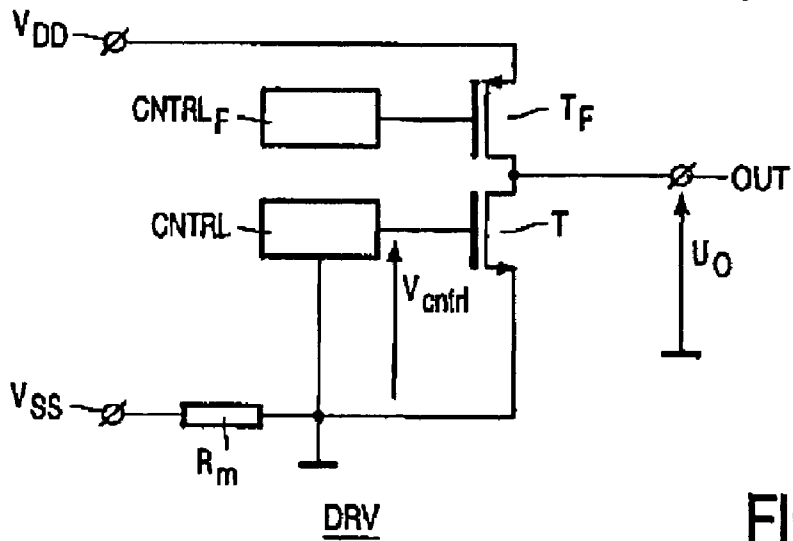 VDD
CNTRLF
TF
OUT
CNTRL
T
Vcntrl
UO
VSS
Rm
DRV
FI